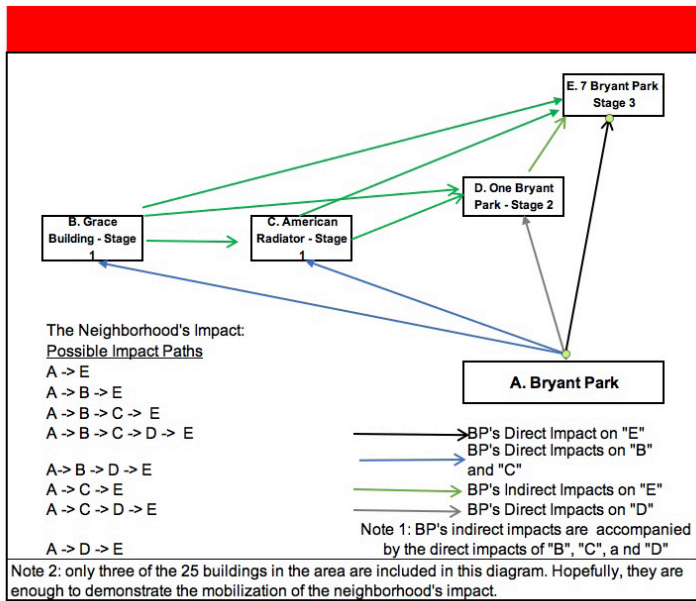 E. 7 Bryant Park
Stage 3
D. One Bryant
Park - Stage 2
B. Grace
Building - Stage
1
C. American
Radiator - Stage
1
A. Bryant Park
The Neighborhood's Impact:
Possible Impact Paths
A -> E
A -> B -> E
A -> B -> C -> E
A -> B -> C -> D -> E
A-> B -> D -> E
A -> C -> E
A -> C -> D -> E
A -> D -> E
BP's Direct Impact on "E"
BP's Direct Impacts on "B"
and "C"
BP's Indirect Impacts on "E"
BP's Direct Impacts on "D"
Note 1: BP's indirect impacts are accompanied
by the direct impacts of "B", "C", a nd "D"
Note 2: only three of the 25 buildings in the area are included in this diagram. Hopefully, they are
enough to demonstrate the mobilization of the neighborhood's impact.